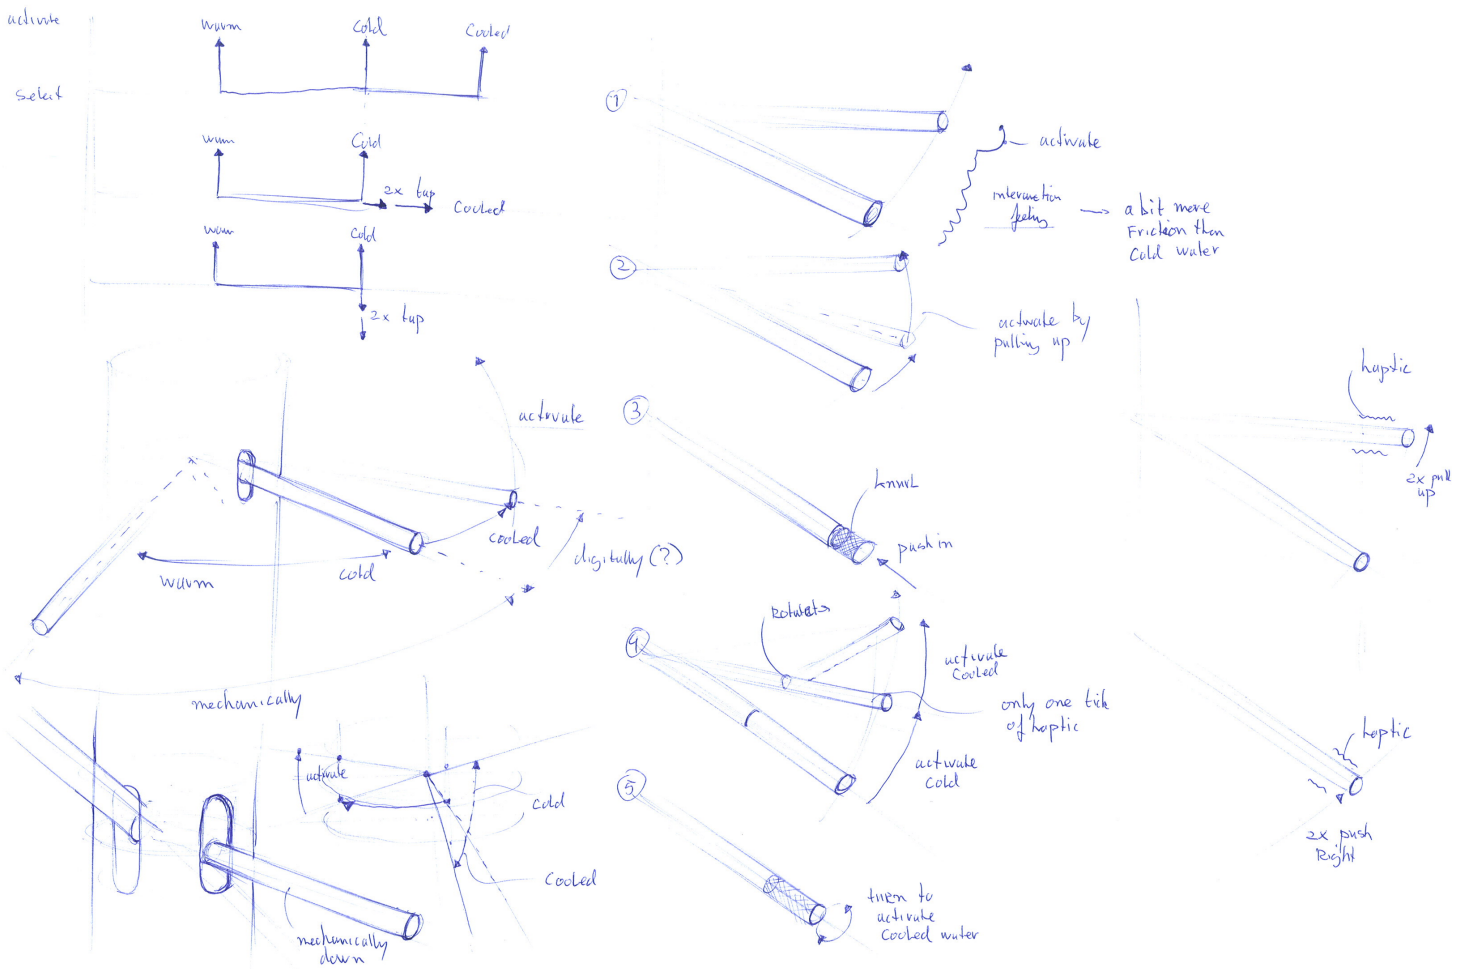 activate
select
warm
Cold
Cooled
warm
Cold
2x tap
Cooled
warm
Cold
2x tap
activate
cooled
digitally (?)
warm
cold
mechanically
activate
cold
cooled
mechanically
down
1
activate
interaction
feeling
a bit more
Friction than
Cold water
2
activate by
pulling up
3
knurl
push in
4
Rotate
activate
Cooled
only one tick
of haptic
activate
cold
5
turn to
activate
Cooled water
haptic
2x pull
up
haptic
2x push
Right